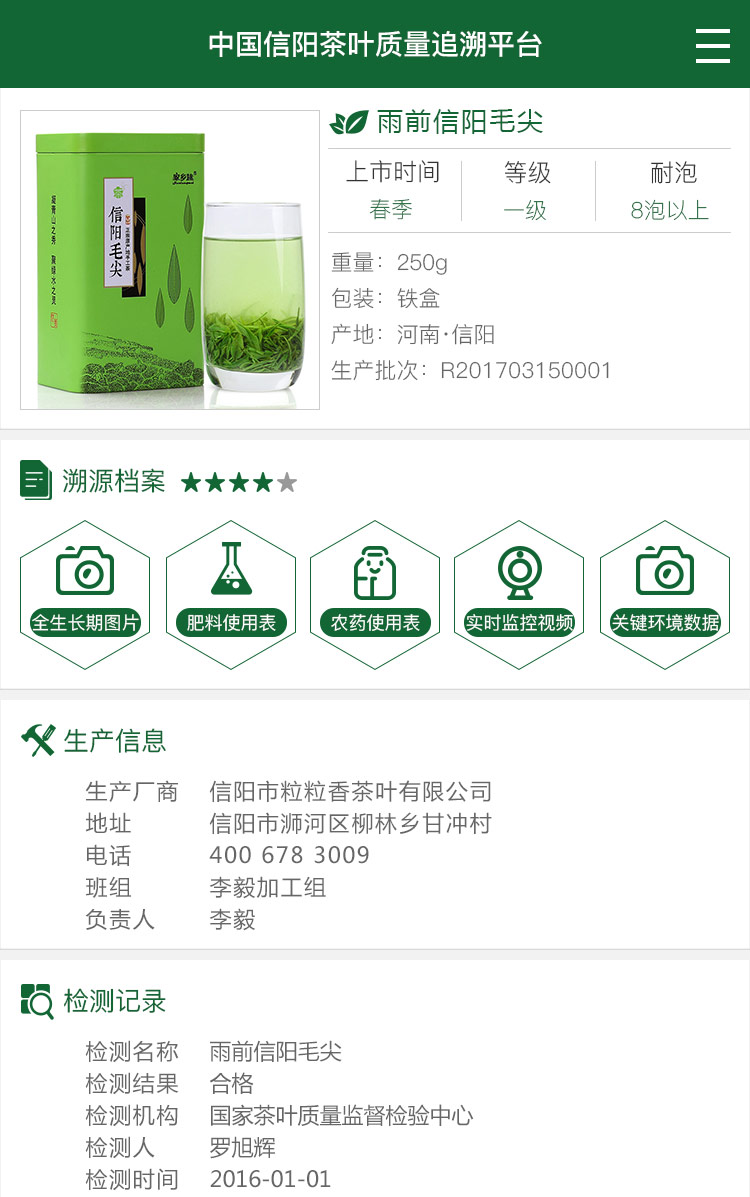 中国信阳茶叶质量追溯平台
雨前信阳毛尖
上市时间 等级 耐泡
春季 一级 8泡以上
重量：250g
包装：铁盒
产地：河南·信阳
生产批次：R201703150001
家乡味
信阳毛尖
溯源档案
全生长期图片 肥料使用表 农药使用表 实时监控视频 关键环境数据
生产信息
生产厂商 信阳市粒粒香茶叶有限公司
地址 信阳市浉河区柳林乡甘冲村
电话 400 678 3009
班组 李毅加工组
负责人 李毅
检测记录
检测名称 雨前信阳毛尖
检测结果 合格
检测机构 国家茶叶质量监督检验中心
检测人 罗旭辉
检测时间 2016-01-01